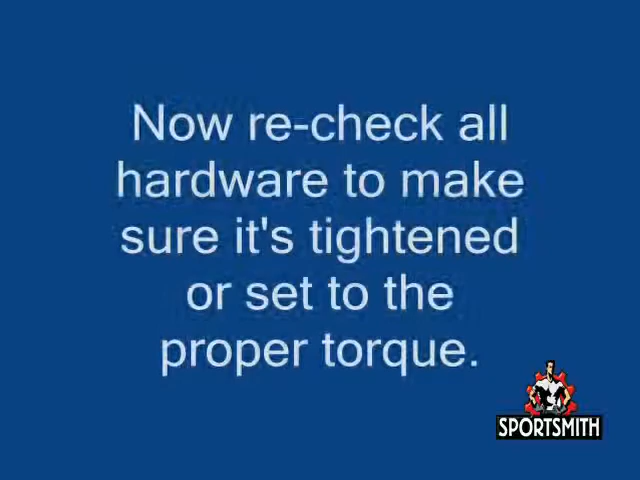 Now re-check all
hardware to make
sure it's tightened
or set to the
proper torque.
SPORTSMITH